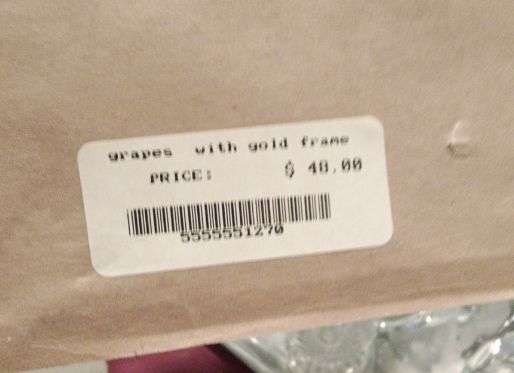 grapes with gold frame
PRICE: $ 48.00
5555551270